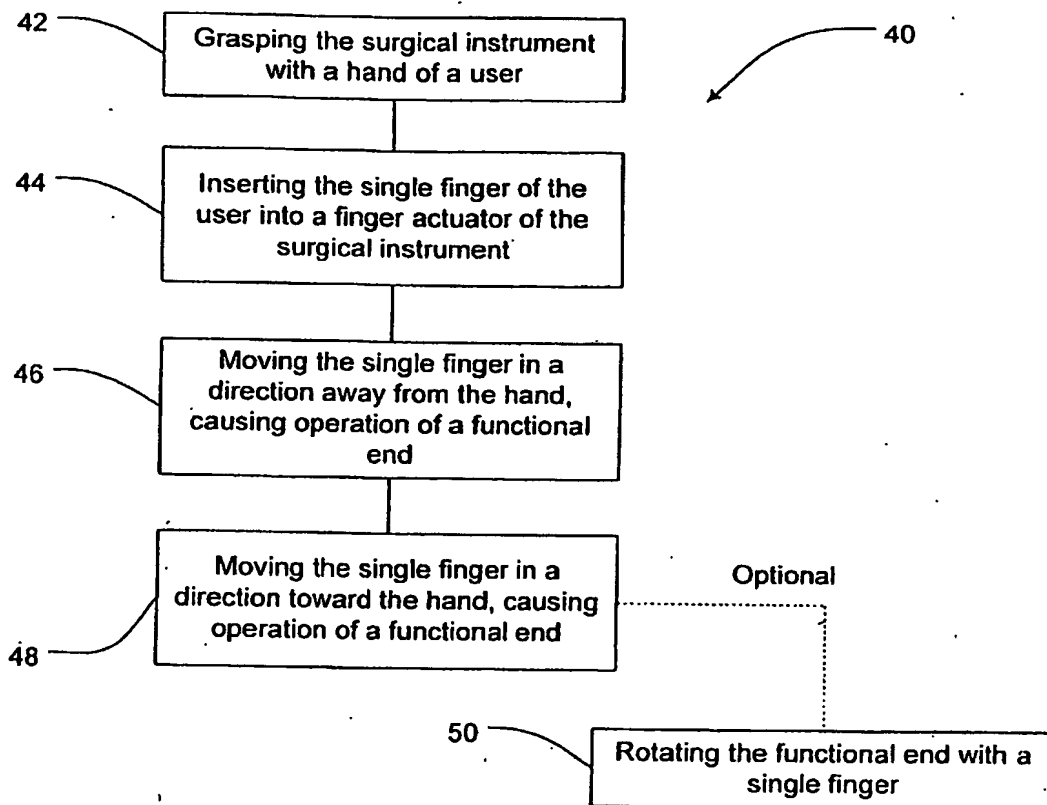 42
Grasping the surgical instrument
with a hand of a user
40
44
Inserting the single finger of the
user into a finger actuator of the
surgical instrument
46
Moving the single finger in a
direction away from the hand,
causing operation of a functional
end
48
Moving the single finger in a
direction toward the hand, causing
operation of a functional end
Optional
50
Rotating the functional end with a
single finger